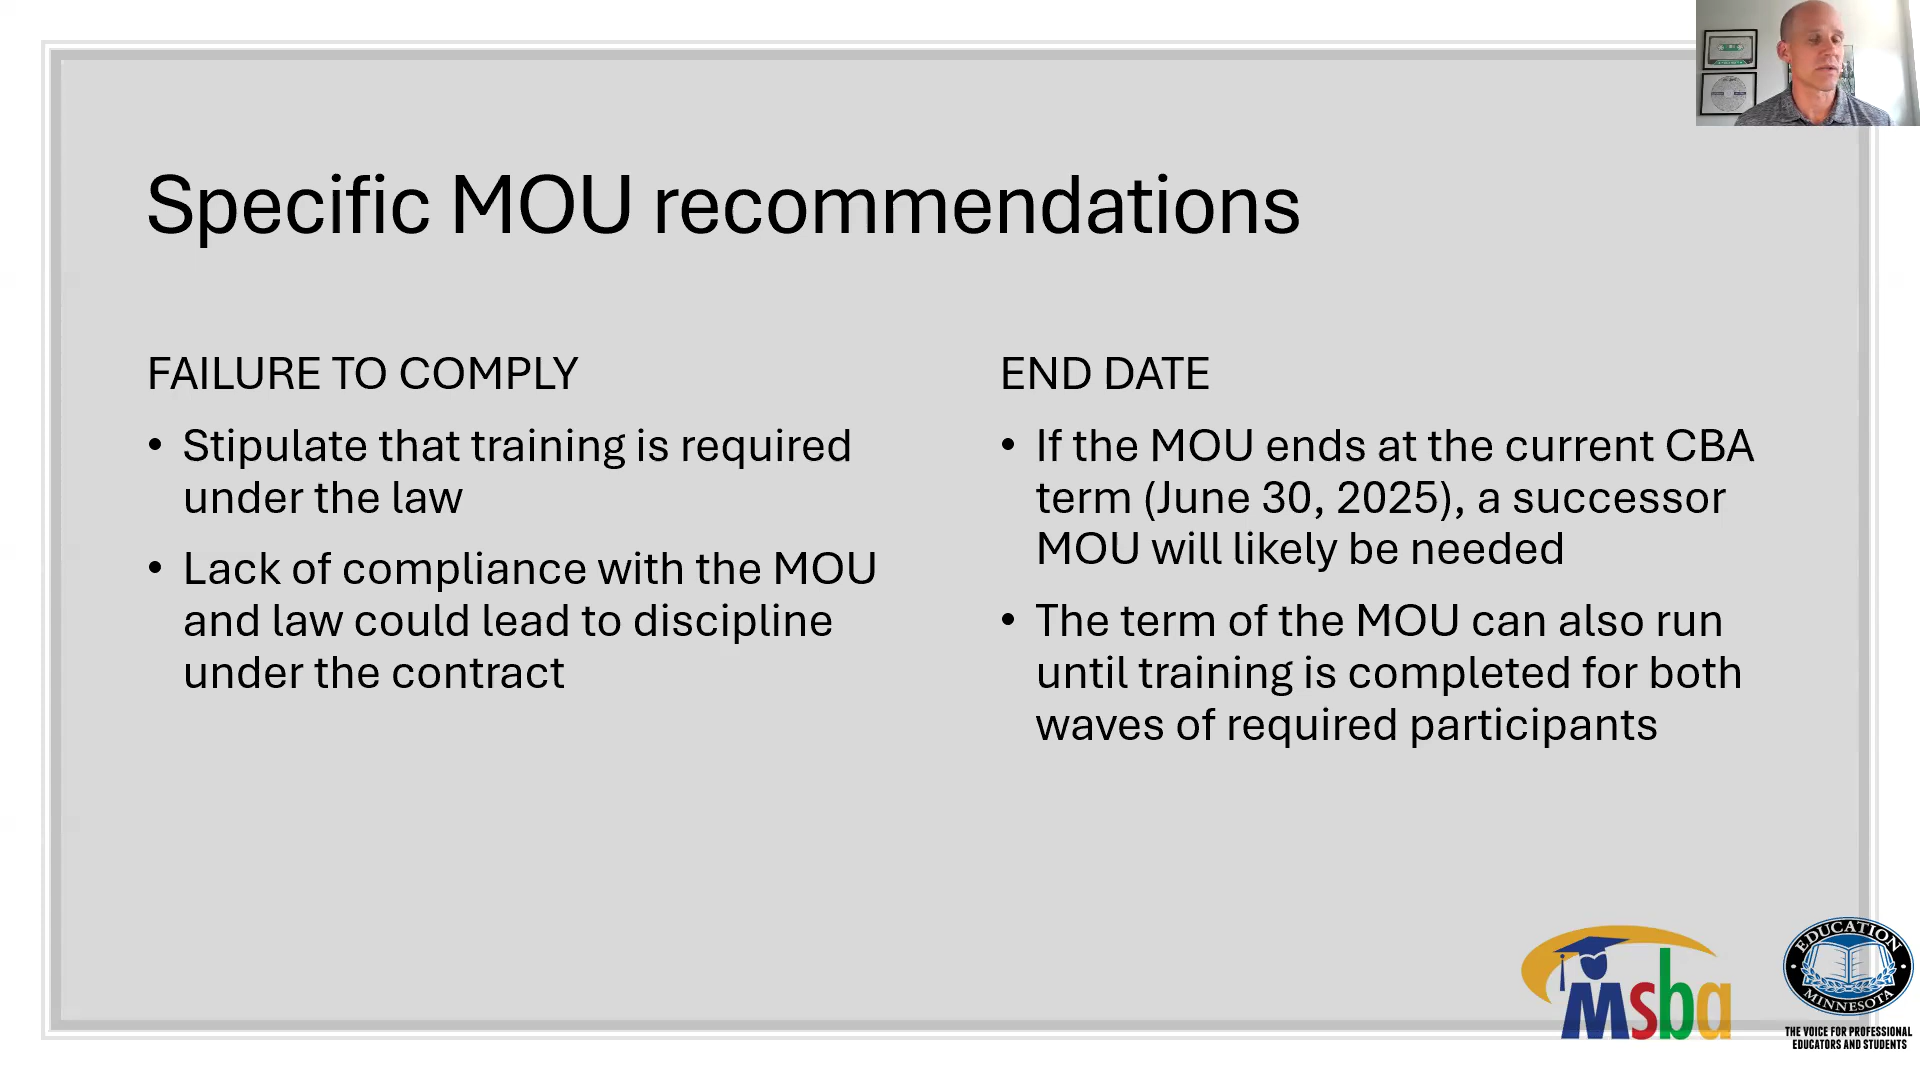 Specific MOU recommendations
FAILURE TO COMPLY
• Stipulate that training is required
under the law
• Lack of compliance with the MOU
and law could lead to discipline
under the contract
END DATE
• If the MOU ends at the current CBA
term (June 30, 2025), a successor
MOU will likely be needed
• The term of the MOU can also run
until training is completed for both
waves of required participants
msba
EDUCATION
MINNESOTA
THE VOICE FOR PROFESSIONAL
EDUCATORS AND STUDENTS